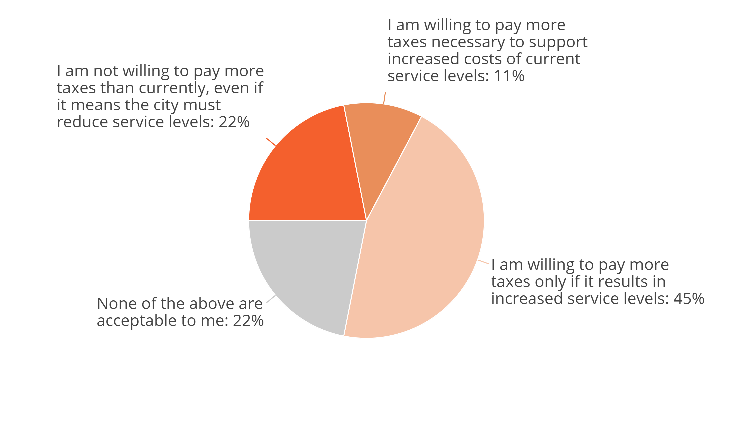 I am willing to pay more
taxes necessary to support
increased costs of current
service levels: 11%
I am not willing to pay more
taxes than currently, even if
it means the city must
reduce service levels: 22%
I am willing to pay more
taxes only if it results in
increased service levels: 45%
None of the above are
acceptable to me: 22%